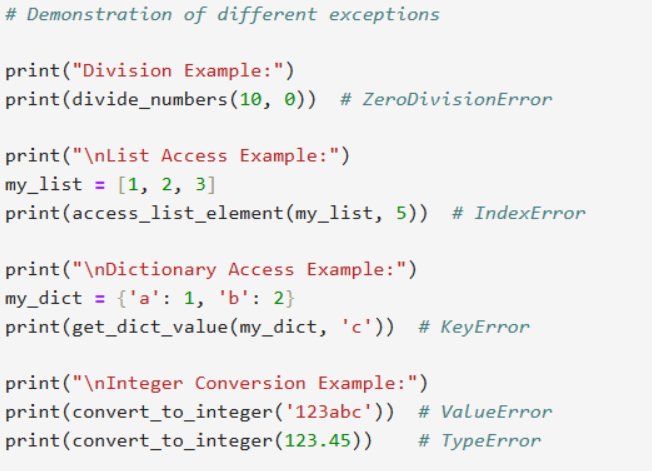 # Demonstration of different exceptions
print("Division Example:")
print(divide_numbers(10, 0))  # ZeroDivisionError
print("\nList Access Example:")
my_list = [1, 2, 3]
print(access_list_element(my_list, 5))  # IndexError
print("\nDictionary Access Example:")
my_dict = {'a': 1, 'b': 2}
print(get_dict_value(my_dict, 'c'))  # KeyError
print("\nInteger Conversion Example:")
print(convert_to_integer('123abc'))  # ValueError
print(convert_to_integer(123.45))    # TypeError